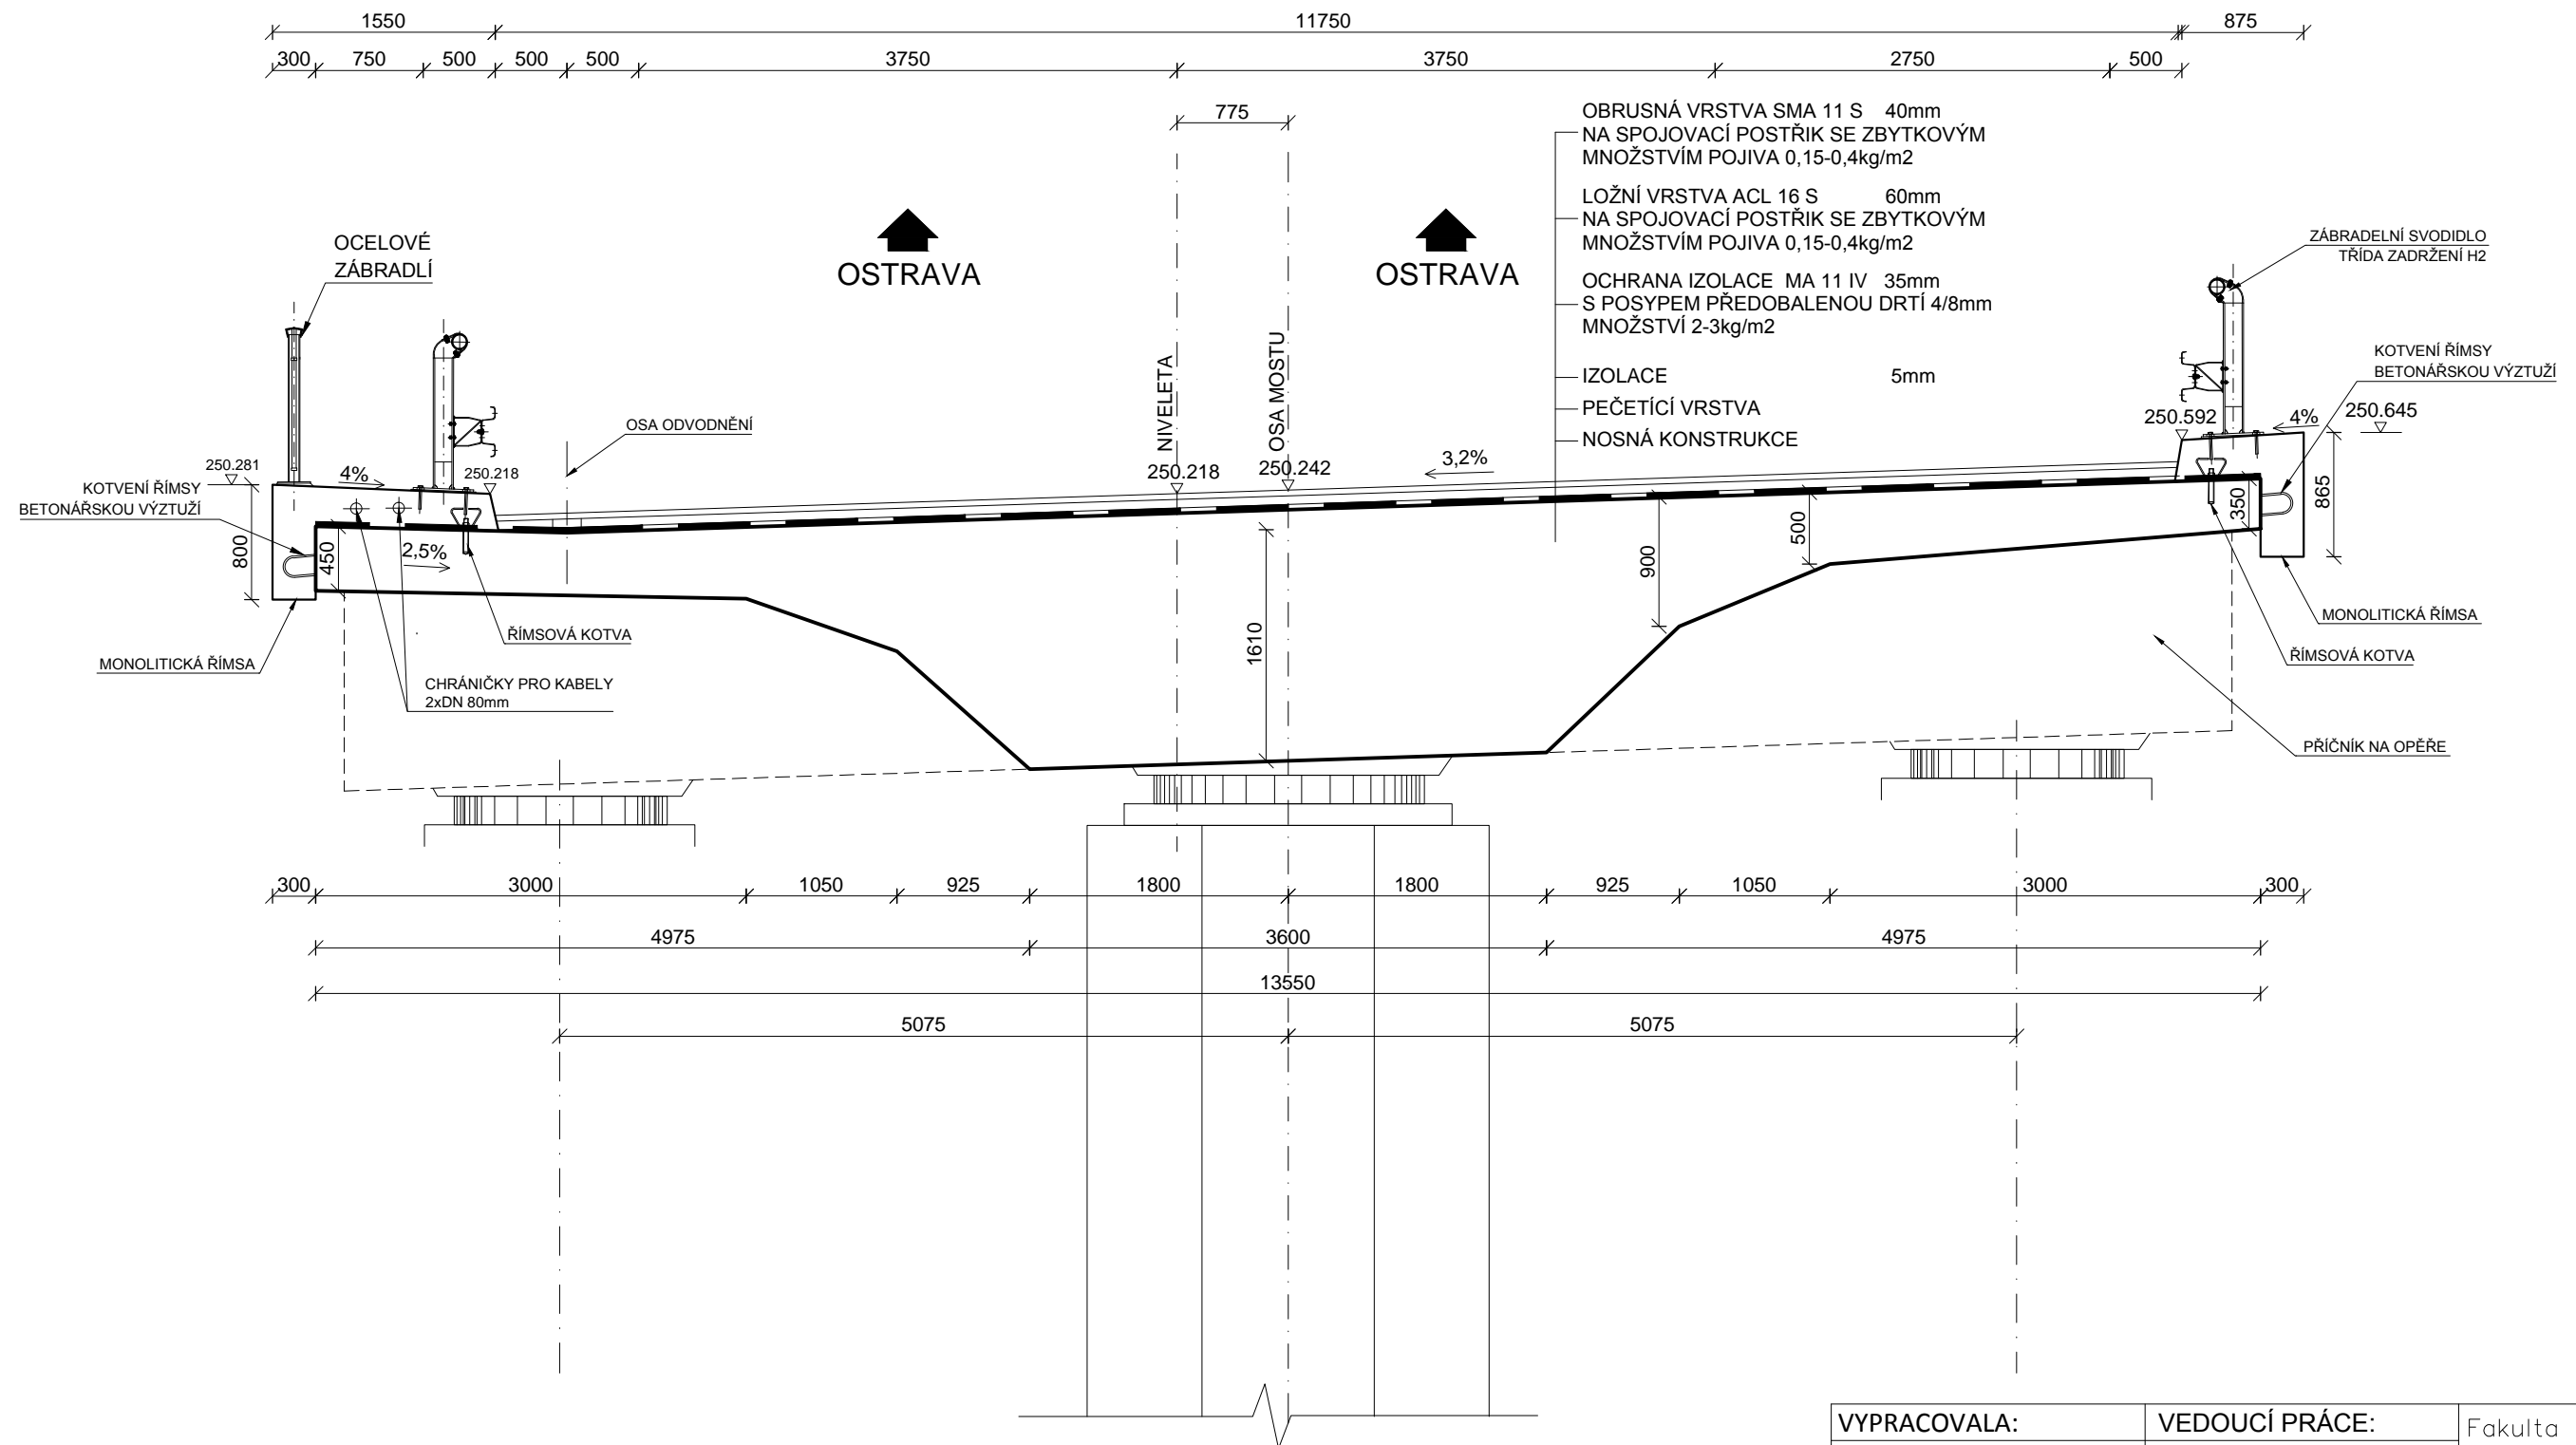 1550
11750
875
300
750
500
500
500
3750
3750
2750
500
775
OBRUSNÁ VRSTVA SMA 11 S 40mm
NA SPOJOVACÍ POSTŘIK SE ZBYTKOVÝM
MNOŽSTVÍM POJIVA 0,15-0,4kg/m2
LOŽNÍ VRSTVA ACL 16 S 60mm
NA SPOJOVACÍ POSTŘIK SE ZBYTKOVÝM
MNOŽSTVÍM POJIVA 0,15-0,4kg/m2
OCHRANA IZOLACE MA 11 IV 35mm
S POSYPEM PŘEDOBALENOU DRTÍ 4/8mm
MNOŽSTVÍ 2-3kg/m2
IZOLACE 5mm
PEČETÍCÍ VRSTVA
NOSNÁ KONSTRUKCE
OCELOVÉ
ZÁBRADLÍ
OSTRAVA
OSTRAVA
ZÁBRADELNÍ SVODIDLO
TŘÍDA ZADRŽENÍ H2
KOTVENÍ ŘÍMSY
BETONÁŘSKOU VÝZTUŽÍ
NIVELETA
OSA MOSTU
OSA ODVODNĚNÍ
250.592
4%
250.645
250.281
4%
250.218
250.218
250.242
3,2%
KOTVENÍ ŘÍMSY
BETONÁŘSKOU VÝZTUŽÍ
800
450
2,5%
1610
900
500
350
865
ŘÍMSOVÁ KOTVA
MONOLITICKÁ ŘÍMSA
CHRÁNIČKY PRO KABELY
2xDN 80mm
MONOLITICKÁ ŘÍMSA
ŘÍMSOVÁ KOTVA
PŘÍČNÍK NA OPĚŘE
300
3000
1050
925
1800
1800
925
1050
3000
300
4975
3600
4975
13550
5075
5075
VYPRACOVALA:
VEDOUCÍ PRÁCE:
Fakulta